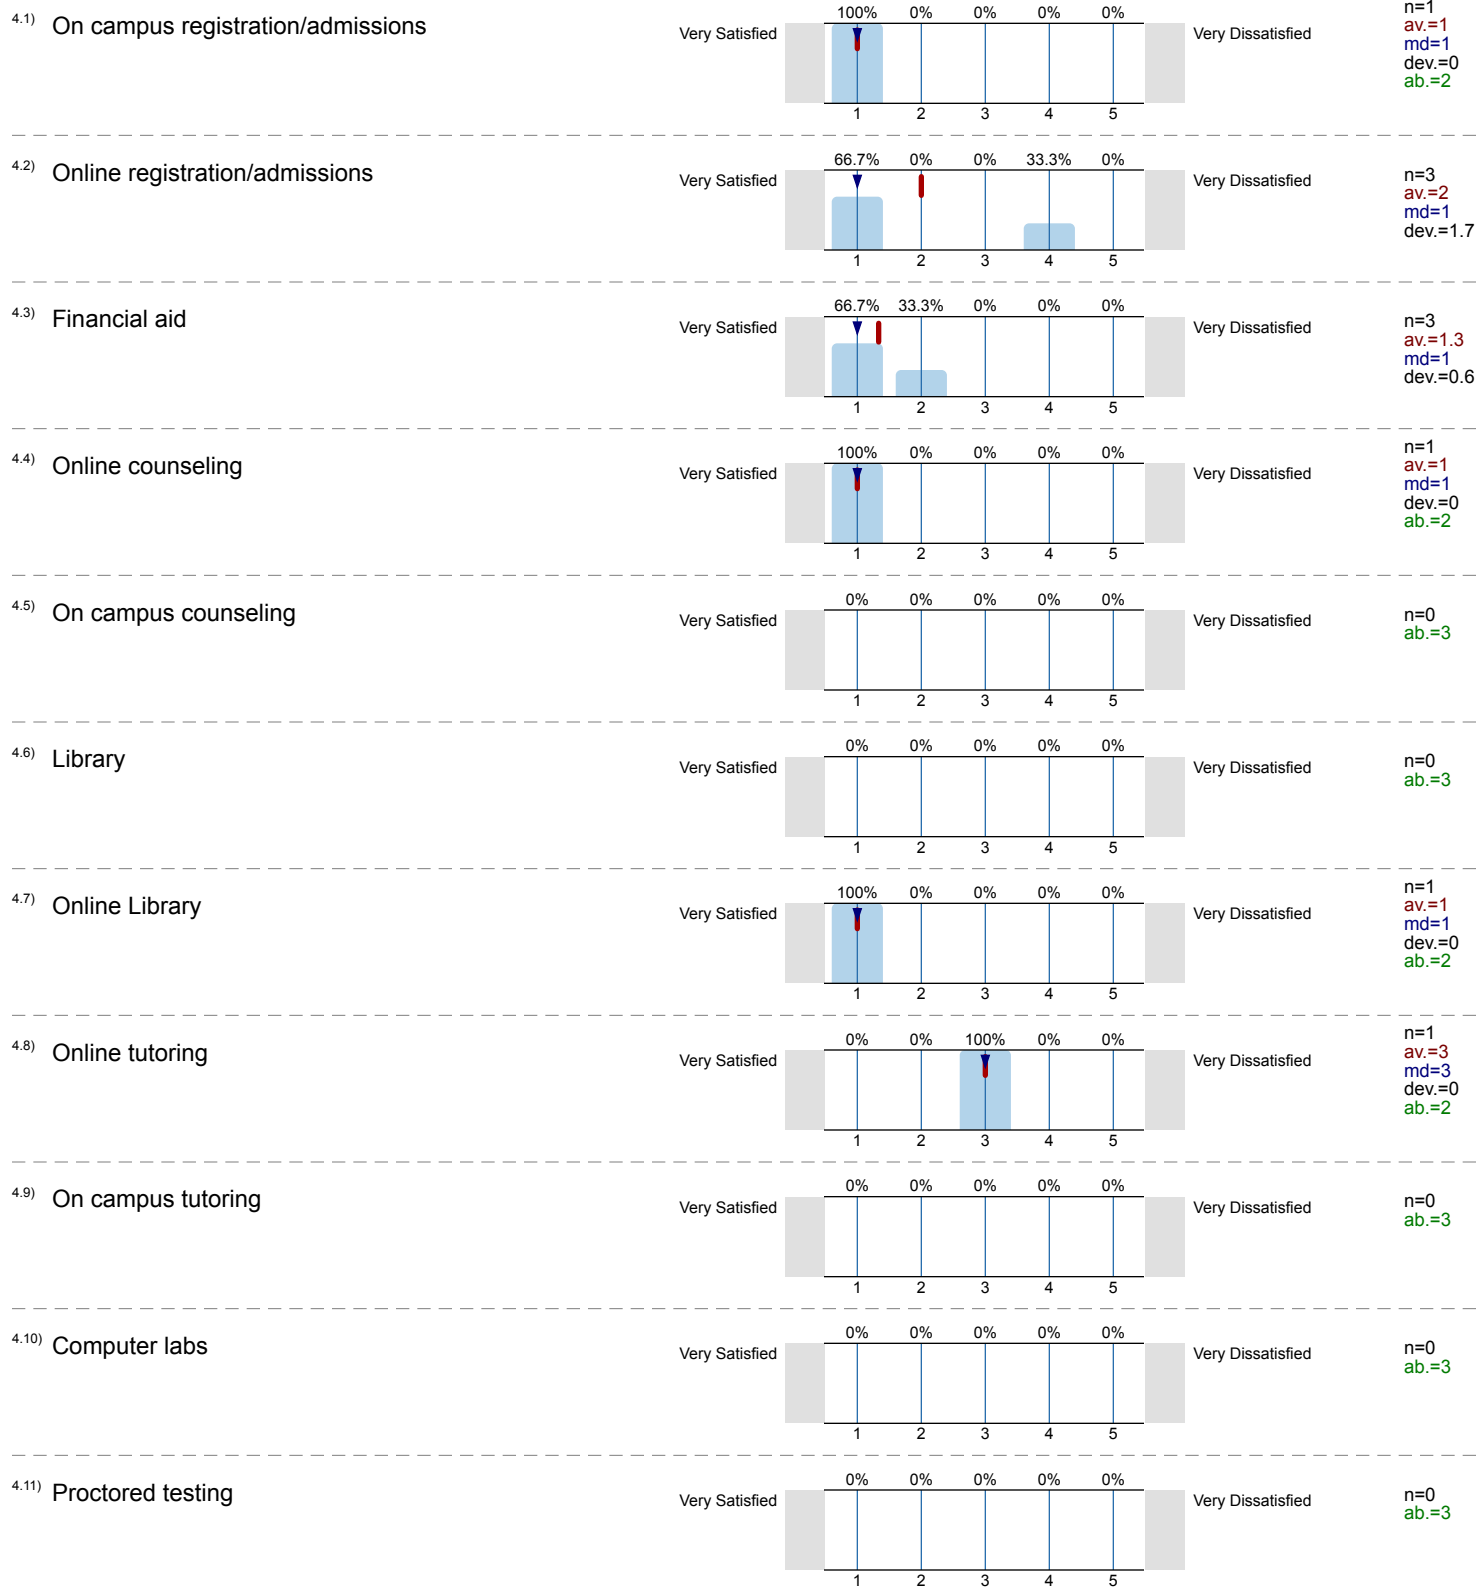 4.1) On campus registration/admissions
Very Satisfied
100% 0% 0% 0% 0%
1 2 3 4 5
Very Dissatisfied
n=1
av.=1
md=1
dev.=0
ab.=2
4.2) Online registration/admissions
Very Satisfied
66.7% 0% 0% 33.3% 0%
1 2 3 4 5
Very Dissatisfied
n=3
av.=2
md=1
dev.=1.7
4.3) Financial aid
Very Satisfied
66.7% 33.3% 0% 0% 0%
1 2 3 4 5
Very Dissatisfied
n=3
av.=1.3
md=1
dev.=0.6
4.4) Online counseling
Very Satisfied
100% 0% 0% 0% 0%
1 2 3 4 5
Very Dissatisfied
n=1
av.=1
md=1
dev.=0
ab.=2
4.5) On campus counseling
Very Satisfied
0% 0% 0% 0% 0%
1 2 3 4 5
Very Dissatisfied
n=0
ab.=3
4.6) Library
Very Satisfied
0% 0% 0% 0% 0%
1 2 3 4 5
Very Dissatisfied
n=0
ab.=3
4.7) Online Library
Very Satisfied
100% 0% 0% 0% 0%
1 2 3 4 5
Very Dissatisfied
n=1
av.=1
md=1
dev.=0
ab.=2
4.8) Online tutoring
Very Satisfied
0% 0% 100% 0% 0%
1 2 3 4 5
Very Dissatisfied
n=1
av.=3
md=3
dev.=0
ab.=2
4.9) On campus tutoring
Very Satisfied
0% 0% 0% 0% 0%
1 2 3 4 5
Very Dissatisfied
n=0
ab.=3
4.10) Computer labs
Very Satisfied
0% 0% 0% 0% 0%
1 2 3 4 5
Very Dissatisfied
n=0
ab.=3
4.11) Proctored testing
Very Satisfied
0% 0% 0% 0% 0%
1 2 3 4 5
Very Dissatisfied
n=0
ab.=3